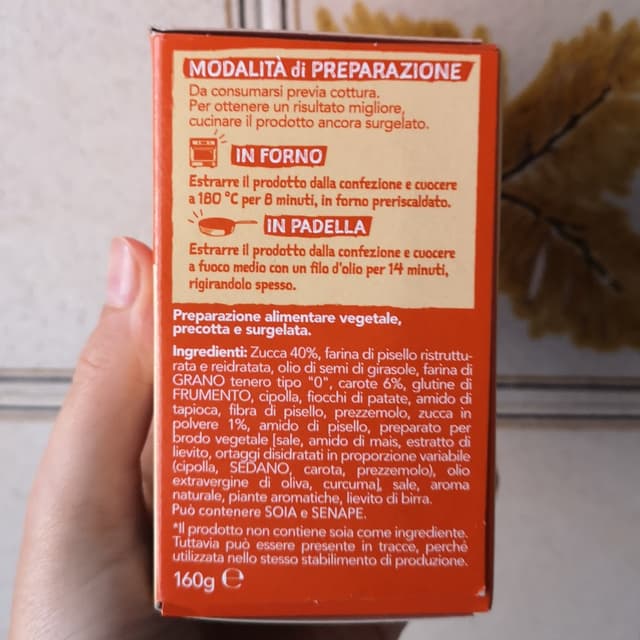 MODALITÀ di PREPARAZIONE
Da consumarsi previa cottura.
Per ottenere un risultato migliore,
cucinare il prodotto ancora surgelato.
IN FORNO
Estrarre il prodotto dalla confezione e cuocere
a 180 °C per 8 minuti, in forno preriscaldato.
IN PADELLA
Estrarre il prodotto dalla confezione e cuocere
a fuoco medio con un filo d'olio per 14 minuti,
rigirandolo spesso.
Preparazione alimentare vegetale,
precotta e surgelata.
Ingredienti: Zucca 40%, farina di pisello ristruttu-
rata e reidratata, olio di semi di girasole, farina di
GRANO tenero tipo "0", carote 6%, glutine di
FRUMENTO, cipolla, fiocchi di patate, amido di
tapioca, fibra di pisello, prezzemolo, zucca in
polvere 1%, amido di pisello, preparato per
brodo vegetale [sale, amido di mais, estratto di
lievito, ortaggi disidratati in proporzione variabile
(cipolla, SEDANO, carota, prezzemolo), olio
extravergine di oliva, curcuma], sale, aroma
naturale, piante aromatiche, lievito di birra.
Può contenere SOIA e SENAPE.
*Il prodotto non contiene soia come ingrediente.
Tuttavia può essere presente in tracce, perché
utilizzata nello stesso stabilimento di produzione.
160g ℮